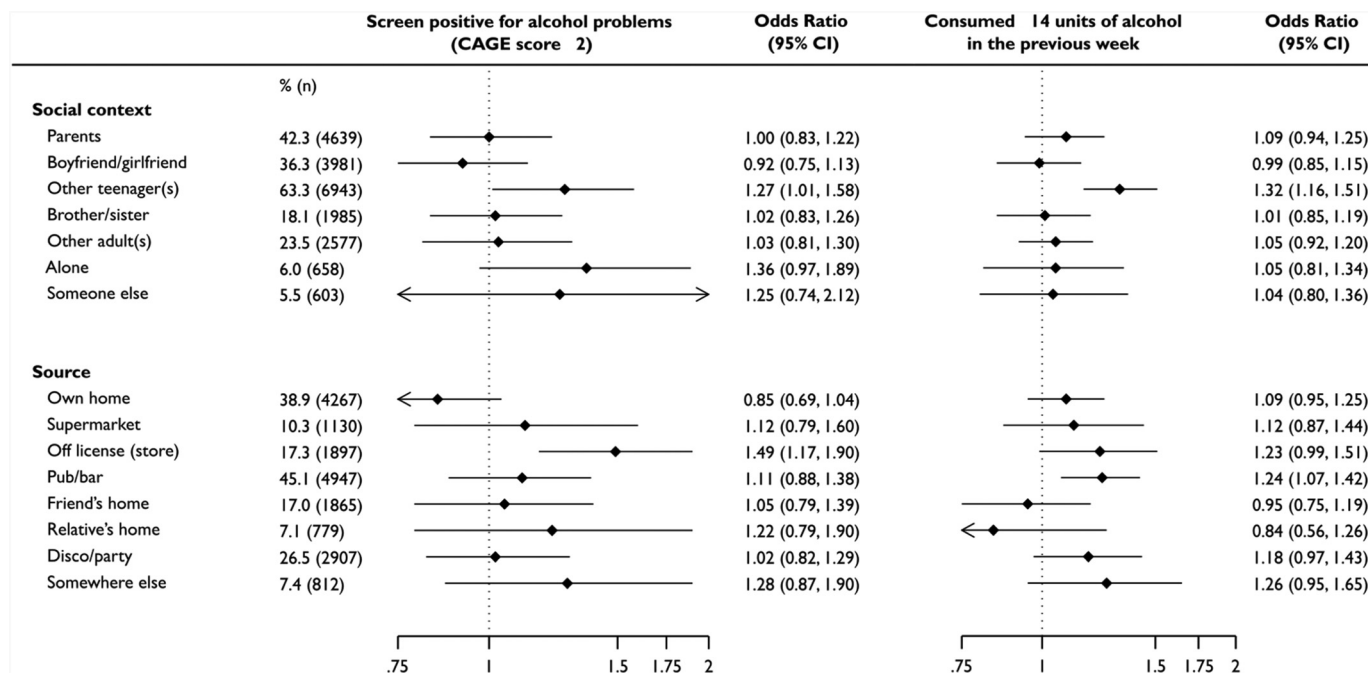 Screen positive for alcohol problems Odds Ratio Consumed 14 units of alcohol Odds Ratio
(CAGE score 2) (95% CI) in the previous week (95% CI)
% (n)
Social context
Parents 42.3 (4639) 1.00 (0.83, 1.22) 1.09 (0.94, 1.25)
Boyfriend/girlfriend 36.3 (3981) 0.92 (0.75, 1.13) 0.99 (0.85, 1.15)
Other teenager(s) 63.3 (6943) 1.27 (1.01, 1.58) 1.32 (1.16, 1.51)
Brother/sister 18.1 (1985) 1.02 (0.83, 1.26) 1.01 (0.85, 1.19)
Other adult(s) 23.5 (2577) 1.03 (0.81, 1.30) 1.05 (0.92, 1.20)
Alone 6.0 (658) 1.36 (0.97, 1.89) 1.05 (0.81, 1.34)
Someone else 5.5 (603) 1.25 (0.74, 2.12) 1.04 (0.80, 1.36)
Source
Own home 38.9 (4267) 0.85 (0.69, 1.04) 1.09 (0.95, 1.25)
Supermarket 10.3 (1130) 1.12 (0.79, 1.60) 1.12 (0.87, 1.44)
Off license (store) 17.3 (1897) 1.49 (1.17, 1.90) 1.23 (0.99, 1.51)
Pub/bar 45.1 (4947) 1.11 (0.88, 1.38) 1.24 (1.07, 1.42)
Friend's home 17.0 (1865) 1.05 (0.79, 1.39) 0.95 (0.75, 1.19)
Relative's home 7.1 (779) 1.22 (0.79, 1.90) 0.84 (0.56, 1.26)
Disco/party 26.5 (2907) 1.02 (0.82, 1.29) 1.18 (0.97, 1.43)
Somewhere else 7.4 (812) 1.28 (0.87, 1.90) 1.26 (0.95, 1.65)
.75 1 1.5 1.75 2 .75 1 1.5 1.75 2